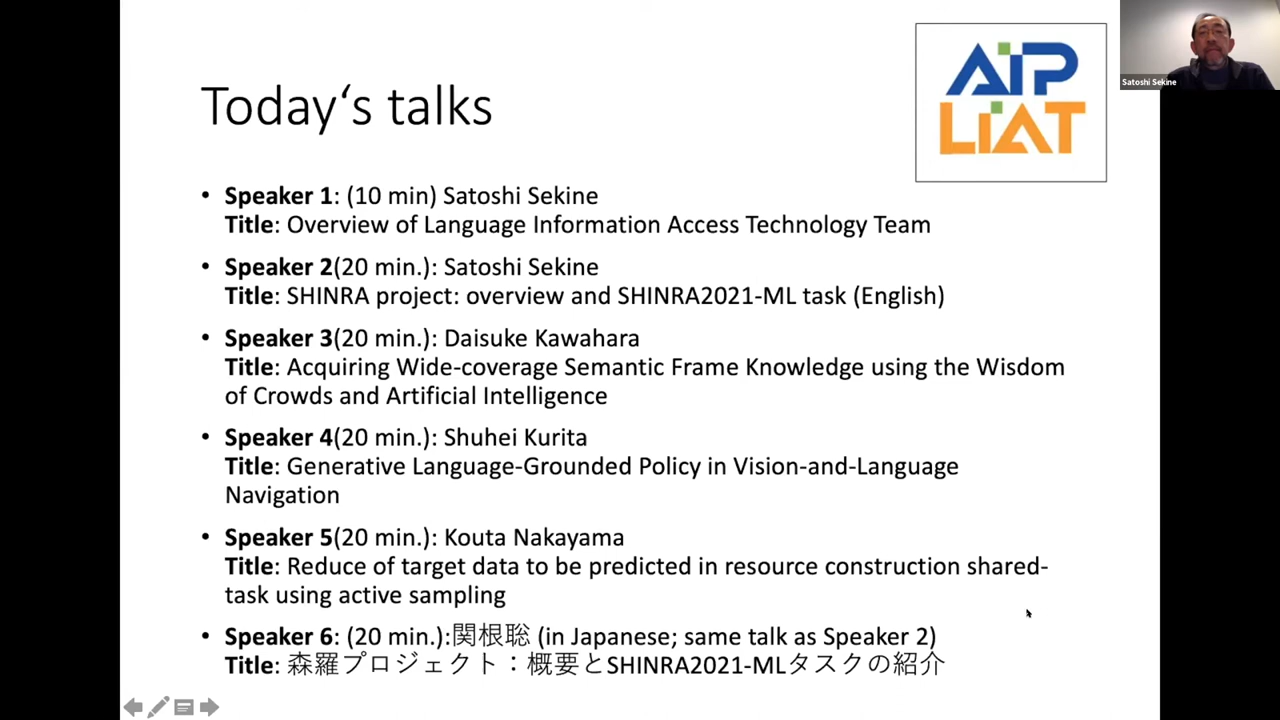 Today‘s talks
AIP
LIAT
Satoshi Sekine
• Speaker 1: (10 min) Satoshi Sekine
Title: Overview of Language Information Access Technology Team
• Speaker 2(20 min.): Satoshi Sekine
Title: SHINRA project: overview and SHINRA2021-ML task (English)
• Speaker 3(20 min.): Daisuke Kawahara
Title: Acquiring Wide-coverage Semantic Frame Knowledge using the Wisdom
of Crowds and Artificial Intelligence
• Speaker 4(20 min.): Shuhei Kurita
Title: Generative Language-Grounded Policy in Vision-and-Language
Navigation
• Speaker 5(20 min.): Kouta Nakayama
Title: Reduce of target data to be predicted in resource construction shared-
task using active sampling
• Speaker 6: (20 min.):関根聡 (in Japanese; same talk as Speaker 2)
Title: 森羅プロジェクト：概要とSHINRA2021-MLタスクの紹介